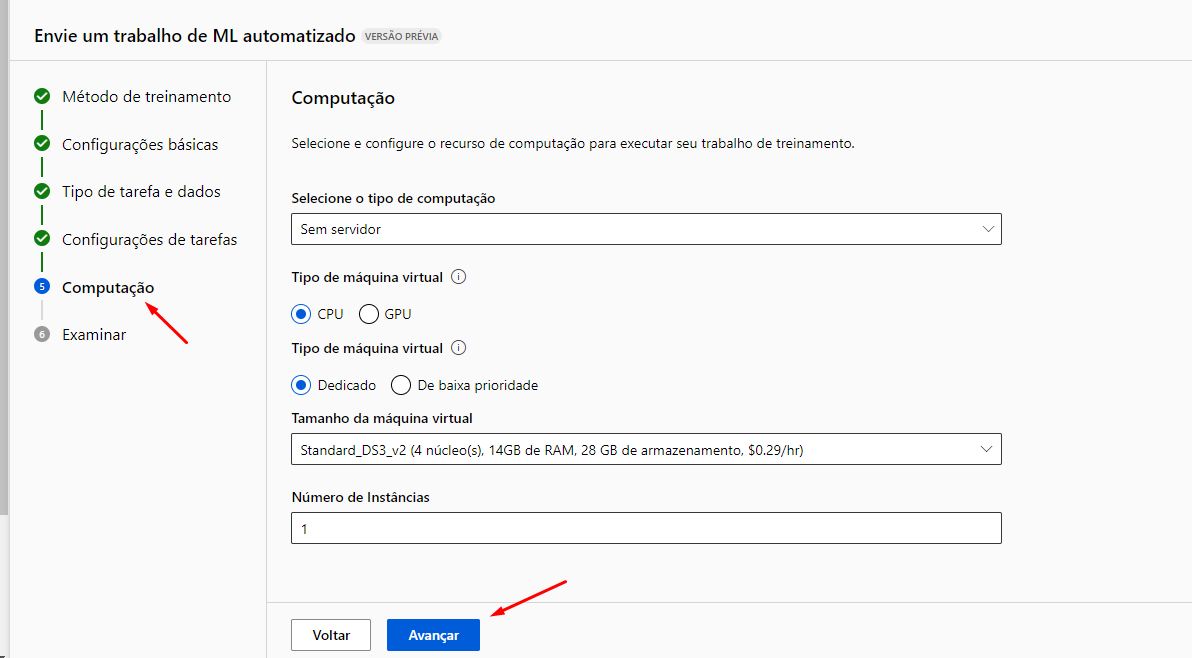 Envie um trabalho de ML automatizado VERSÃO PRÉVIA
Método de treinamento
Configurações básicas
Tipo de tarefa e dados
Configurações de tarefas
5 Computação
6 Examinar
Computação
Selecione e configure o recurso de computação para executar seu trabalho de treinamento.
Selecione o tipo de computação
Sem servidor
Tipo de máquina virtual
CPU GPU
Tipo de máquina virtual
Dedicado De baixa prioridade
Tamanho da máquina virtual
Standard_DS3_v2 (4 núcleo(s), 14GB de RAM, 28 GB de armazenamento, $0.29/hr)
Número de Instâncias
1
Voltar Avançar